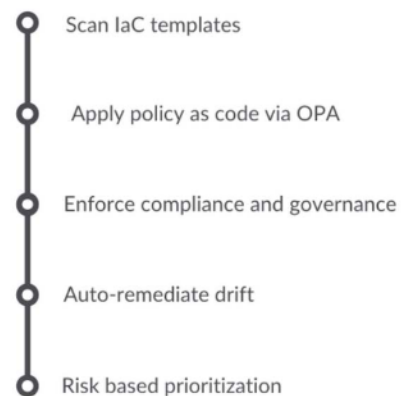 Scan IaC templates
Apply policy as code via OPA
Enforce compliance and governance
Auto-remediate drift
Risk based prioritization